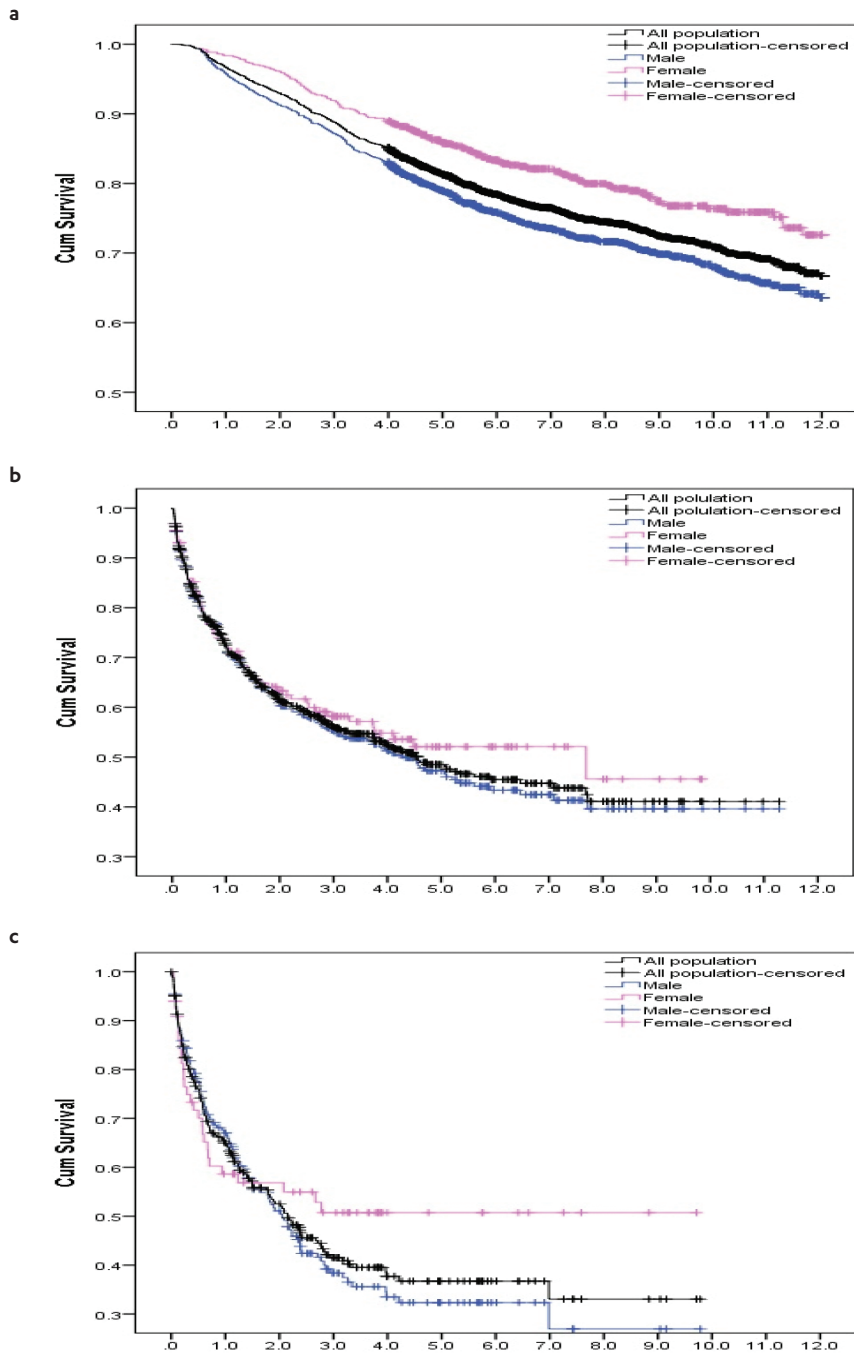 a
All population
All population-censored
Male
Female
Male-censored
Female-censored
Cum Survival
1.0
0.9
0.8
0.7
0.6
0.5
.0 1.0 2.0 3.0 4.0 5.0 6.0 7.0 8.0 9.0 10.0 11.0 12.0
b
All polulation
All polulation-censored
Male
Female
Male-censored
Female-censored
Cum Survival
1.0
0.9
0.8
0.7
0.6
0.5
0.4
0.3
.0 1.0 2.0 3.0 4.0 5.0 6.0 7.0 8.0 9.0 10.0 11.0 12.0
c
All population
All population-censored
Male
Female
Male-censored
Female-censored
Cum Survival
1.0
0.9
0.8
0.7
0.6
0.5
0.4
0.3
.0 1.0 2.0 3.0 4.0 5.0 6.0 7.0 8.0 9.0 10.0 11.0 12.0